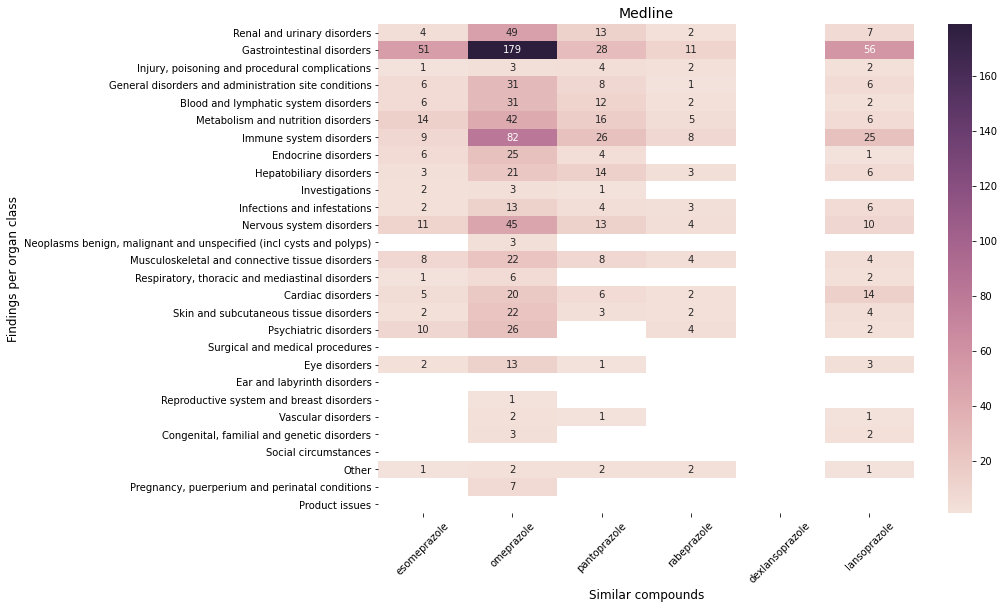 Medline
Findings per organ class
Renal and urinary disorders 4 49 13 2 7
Gastrointestinal disorders 51 179 28 11 56
Injury, poisoning and procedural complications 1 3 4 2 2
General disorders and administration site conditions 6 31 8 1 6
Blood and lymphatic system disorders 6 31 12 2 2
Metabolism and nutrition disorders 14 42 16 5 6
Immune system disorders 9 82 26 8 25
Endocrine disorders 6 25 4 1
Hepatobiliary disorders 3 21 14 3 6
Investigations 2 3 1
Infections and infestations 2 13 4 3 6
Nervous system disorders 11 45 13 4 10
Neoplasms benign, malignant and unspecified (incl cysts and polyps) 3
Musculoskeletal and connective tissue disorders 8 22 8 4 4
Respiratory, thoracic and mediastinal disorders 1 6 2
Cardiac disorders 5 20 6 2 14
Skin and subcutaneous tissue disorders 2 22 3 2 4
Psychiatric disorders 10 26 4 2
Surgical and medical procedures
Eye disorders 2 13 1 3
Ear and labyrinth disorders
Reproductive system and breast disorders 1
Vascular disorders 2 1 1
Congenital, familial and genetic disorders 3 2
Social circumstances
Other 1 2 2 2 1
Pregnancy, puerperium and perinatal conditions 7
Product issues
esomeprazole omeprazole pantoprazole rabeprazole dexlansoprazole lansoprazole
Similar compounds
160
140
120
100
80
60
40
20